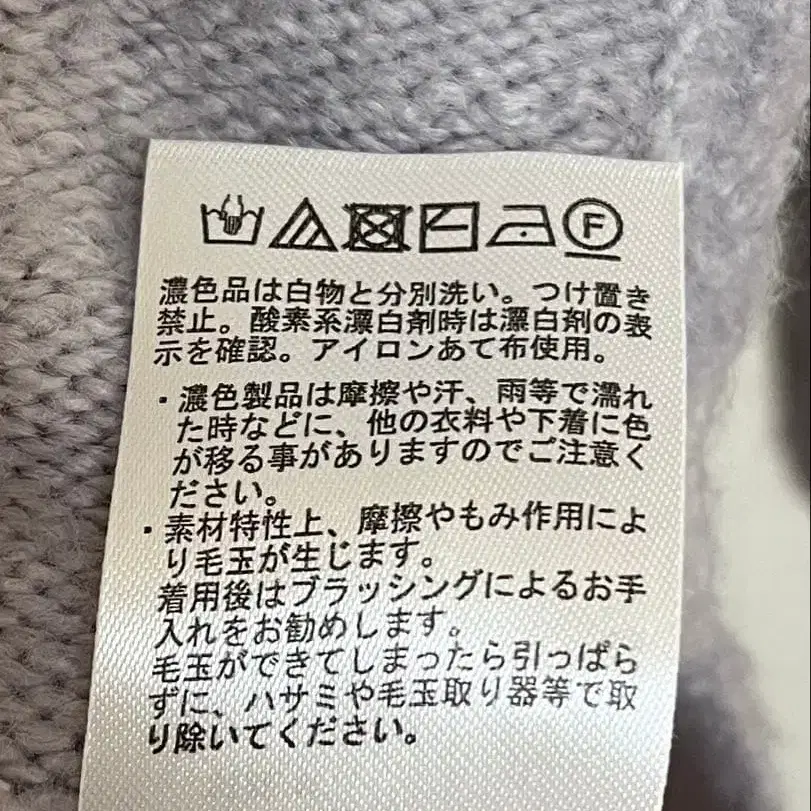 F
濃色品は白物と分別洗い。つけ置き
禁止。酸素系漂白剤時は漂白剤の表
示を確認。アイロンあて布使用。
・濃色製品は摩擦や汗、雨等で濡れ
た時などに、他の衣料や下着に色
が移る事がありますのでご注意く
ださい。
・素材特性上、摩擦やもみ作用によ
り毛玉が生じます。
着用後はブラッシングによるお手
入れをお勧めします。
毛玉ができてしまったら引っぱら
ずに、ハサミや毛玉取り器等で取
り除いてください。